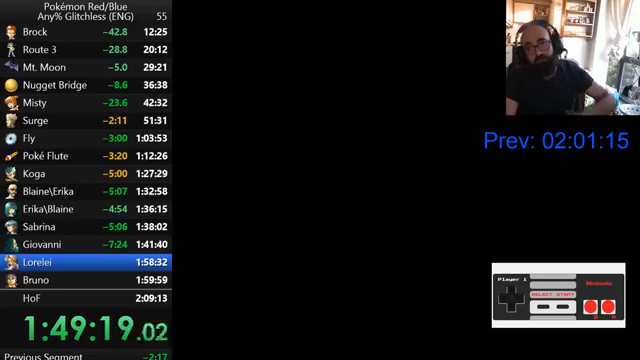 Pokémon Red/Blue
Any% Glitchless (ENG) 55
Brock −42.8 12:25
Route 3 −28.8 20:12
Mt. Moon −5.0 29:21
Nugget Bridge −8.6 36:38
Misty −23.6 42:32
Surge −2:11 51:31
Fly −3:00 1:03:53
Poké Flute −3:20 1:12:26
Koga −5:00 1:27:29
Blaine\Erika −5:07 1:32:58
Erika\Blaine −4:54 1:36:15
Sabrina −5:06 1:38:02
Giovanni −7:24 1:41:40
Lorelei 1:58:32
Bruno 1:59:59
HoF 2:09:13
1:49:19.02
Previous Segment −2:17
Prev: 02:01:15
Player 1
Nintendo
SELECT START